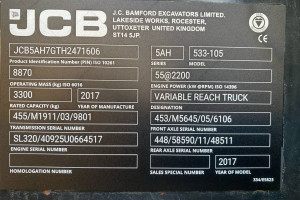 JCB
J.C. BAMFORD EXCAVATORS LIMITED,
LAKESIDE WORKS, ROCESTER,
UTTOXETER UNITED KINGDOM
ST14 5JP.
JCB5AH7GTH2471606
Product Identification Number (PIN) ISO 10261
5AH
SERIES
533-105
MODEL
8870
OPERATING MASS (kg) ISO 6016
55@2200
ENGINE POWER (kW @RPM) ISO 14396
3300
RATED CAPACITY (kg)
2017
YEAR OF MANUFACTURE
VARIABLE REACH TRUCK
DESIGNATION
455/M1911/03/9801
TRANSMISSION SERIAL NUMBER
453/M5645/05/6106
FRONT AXLE SERIAL NUMBER
SL320/40925U0664517
ENGINE SERIAL NUMBER
448/58590/11/48511
REAR AXLE SERIAL NUMBER
HOMOLOGATION NUMBER
SALES MODEL
2017
YEAR OF MODEL
334/E5823